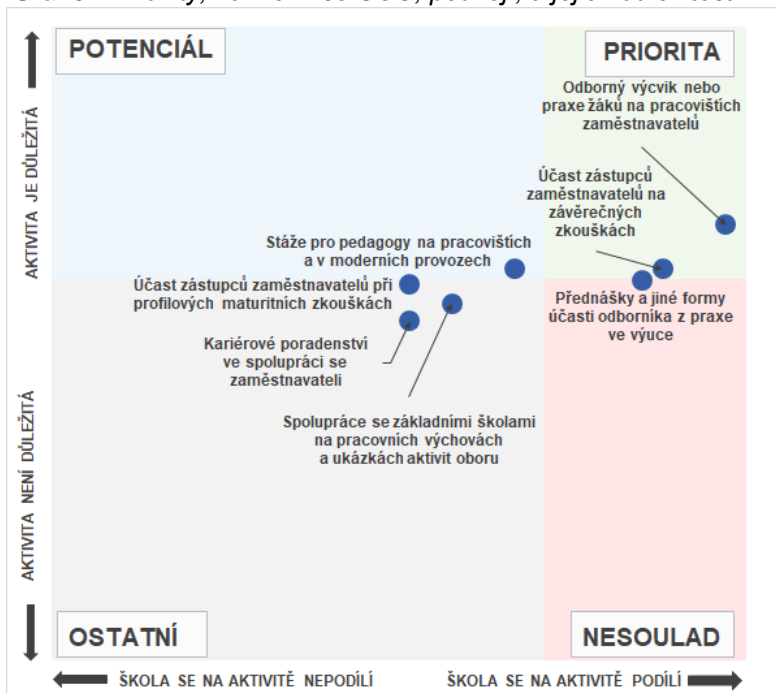 POTENCIÁL
PRIORITA
Odborný výcvik nebo
praxe žáků na pracovištích
zaměstnavatelů
Účast zástupců
zaměstnavatelů na
závěrečných
zkouškách
Stáže pro pedagogy na pracovištích
a v moderních provozech
Účast zástupců zaměstnavatelů při
profilových maturitních zkouškách
Přednášky a jiné formy
účasti odborníka z praxe
ve výuce
Kariérové poradenství
ve spolupráci se
zaměstnavateli
Spolupráce se základními školami
na pracovních výchovách
a ukázkách aktivit oboru
AKTIVITA JE DŮLEŽITÁ
AKTIVITA NENÍ DŮLEŽITÁ
OSTATNÍ
NESOULAD
ŠKOLA SE NA AKTIVITĚ NEPODÍLÍ
ŠKOLA SE NA AKTIVITĚ PODÍLÍ